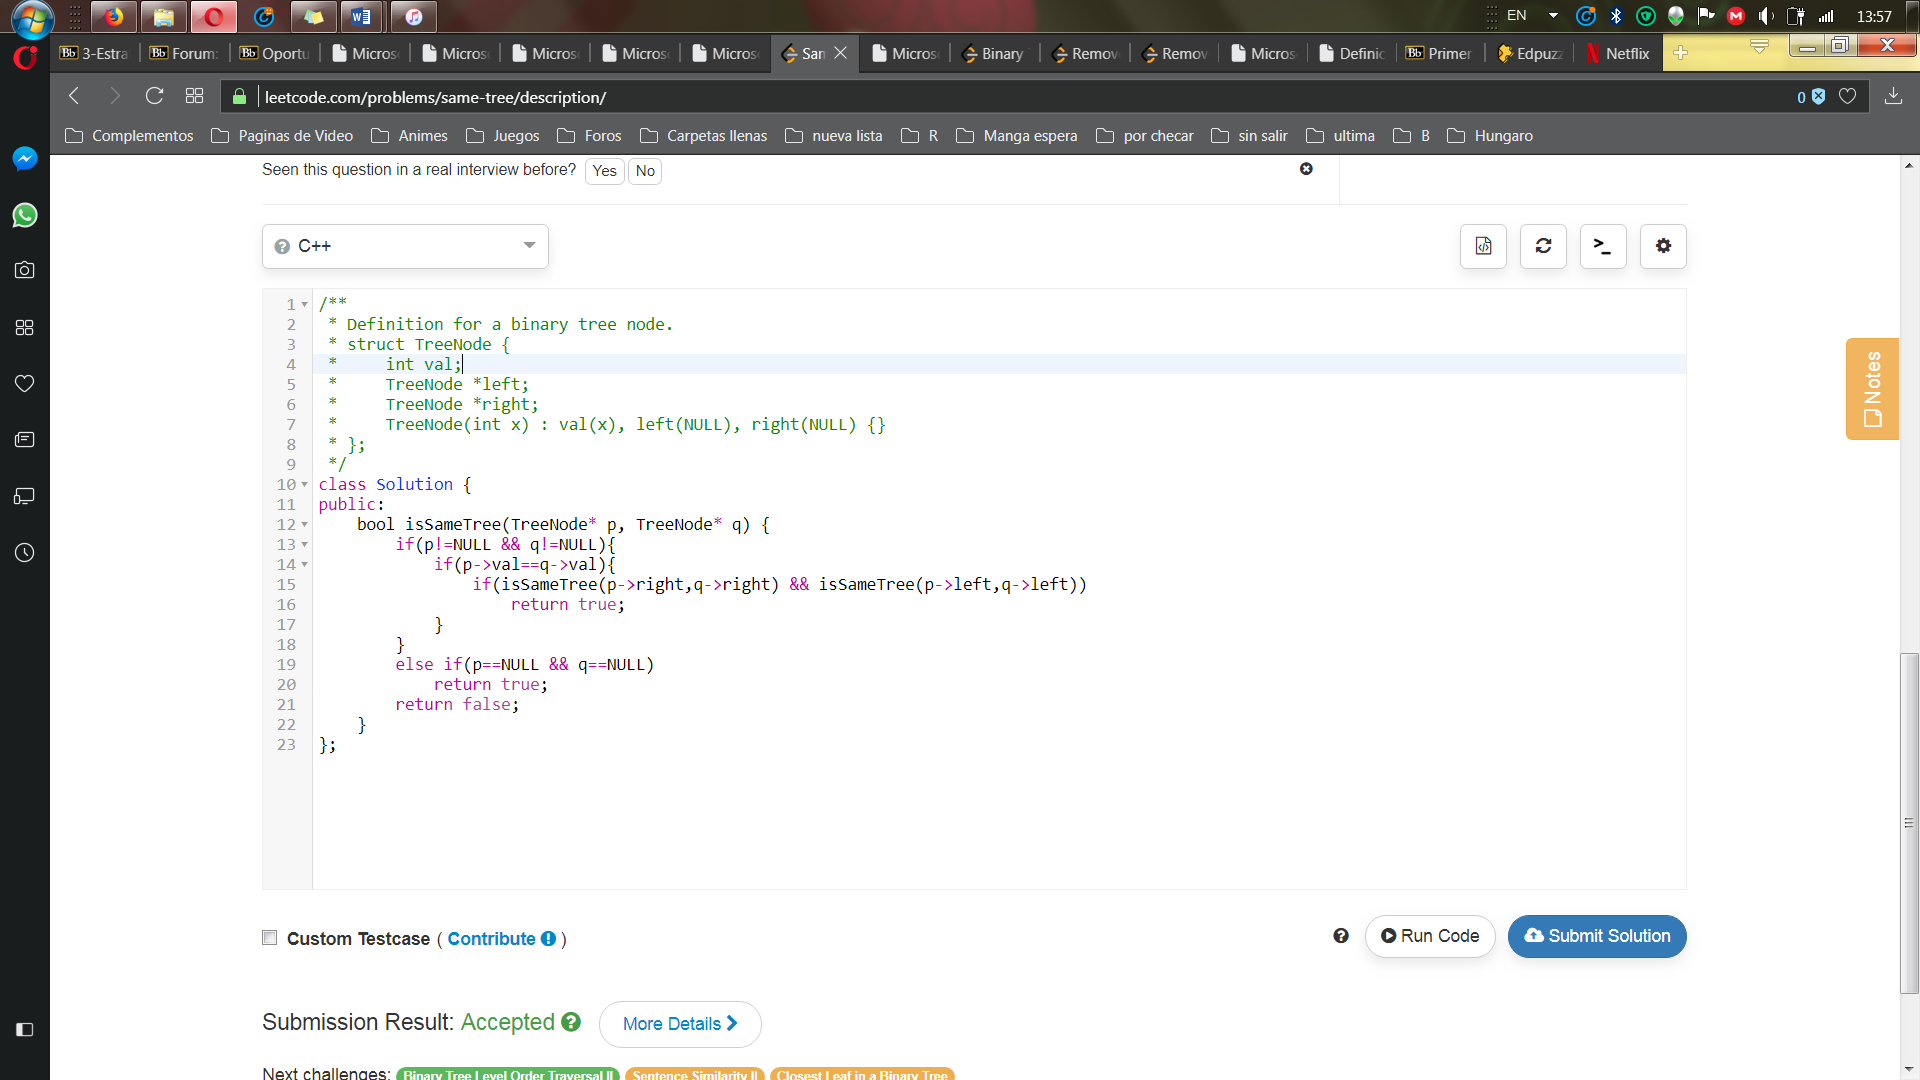 EN 13:57
3-Estra Forum: Oportu Micros Micros Micros Micros Micros San Micros Binary Remov Remov Micros Definic Primer Edpuzz Netflix
leetcode.com/problems/same-tree/description/ 0
Complementos Paginas de Video Animes Juegos Foros Carpetas llenas nueva lista R Manga espera por checar sin salir ultima B Hungaro
Seen this question in a real interview before? Yes No
C++
1 /**
2  * Definition for a binary tree node.
3  * struct TreeNode {
4  *     int val;
5  *     TreeNode *left;
6  *     TreeNode *right;
7  *     TreeNode(int x) : val(x), left(NULL), right(NULL) {}
8  * };
9  */
10 class Solution {
11 public:
12     bool isSameTree(TreeNode* p, TreeNode* q) {
13         if(p!=NULL && q!=NULL){
14             if(p->val==q->val){
15                 if(isSameTree(p->right,q->right) && isSameTree(p->left,q->left))
16                     return true;
17             }
18         }
19         else if(p==NULL && q==NULL)
20             return true;
21         return false;
22     }
23 };
Notes
Custom Testcase ( Contribute )
Run Code Submit Solution
Submission Result: Accepted More Details
Next challenges: Binary Tree Level Order Traversal II Sentence Similarity II Closest Leaf in a Binary Tree